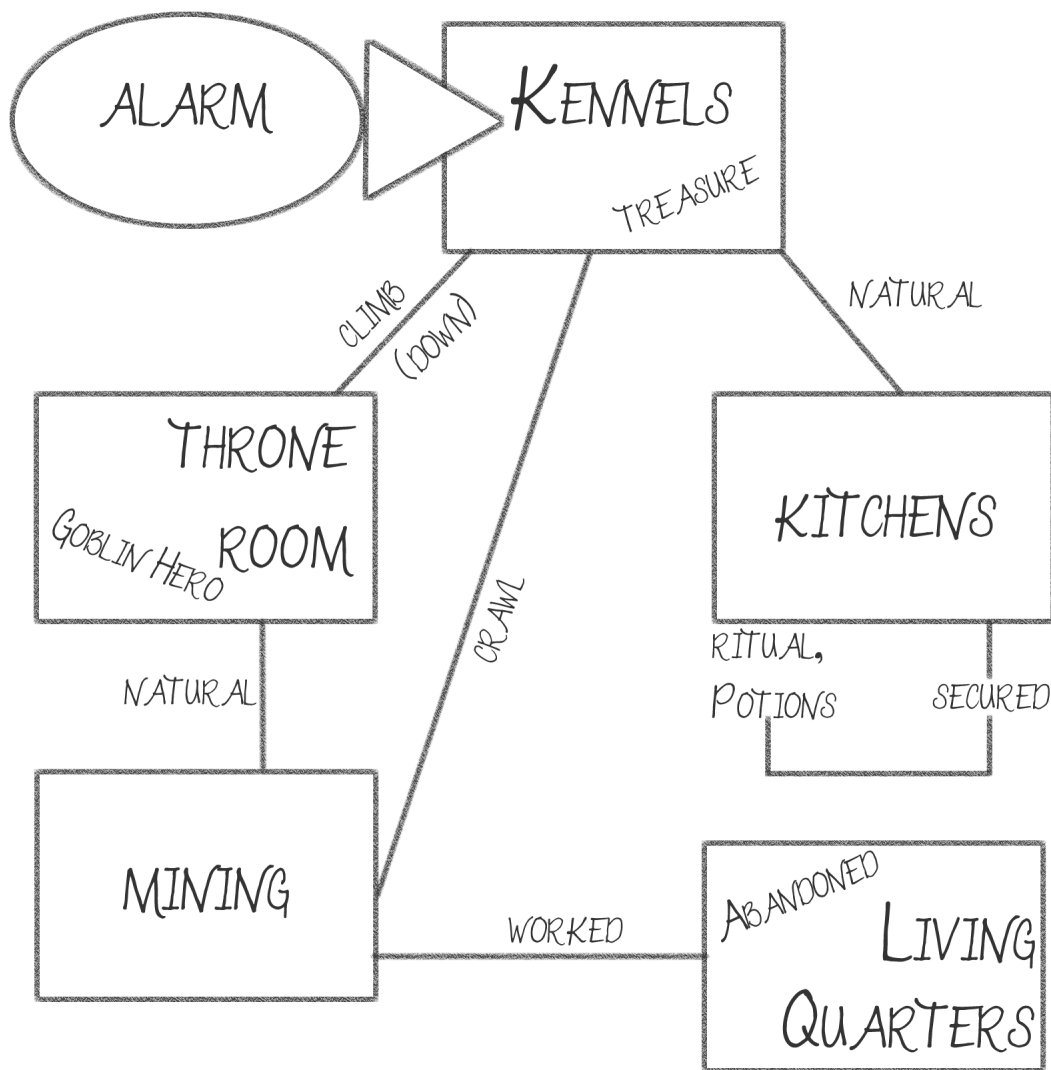 ALARM
KENNELS
TREASURE
CLIMB
(DOWN)
NATURAL
THRONE
ROOM
GOBLIN HERO
KITCHENS
CRAWL
RITUAL,
POTIONS
SECURED
NATURAL
MINING
WORKED
ABANDONED
LIVING
QUARTERS